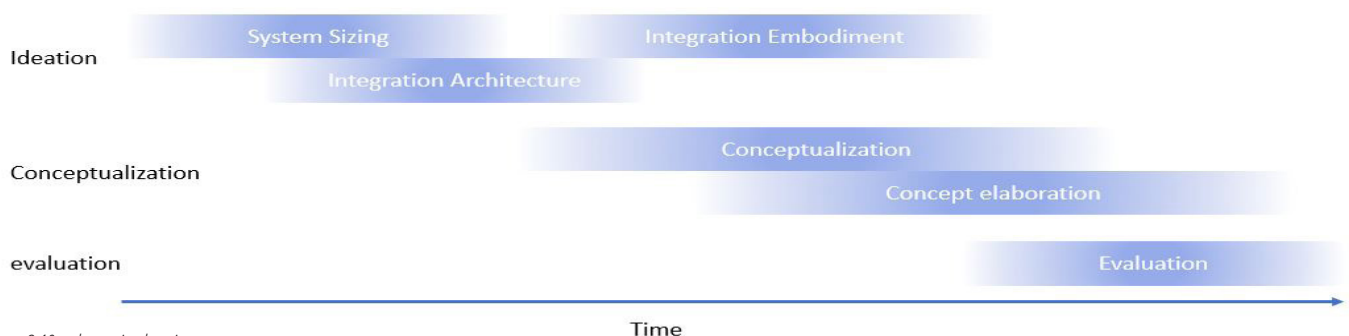 System Sizing Integration Embodiment
Ideation
Integration Architecture
Conceptualization
Conceptualization
Concept elaboration
evaluation Evaluation
Time